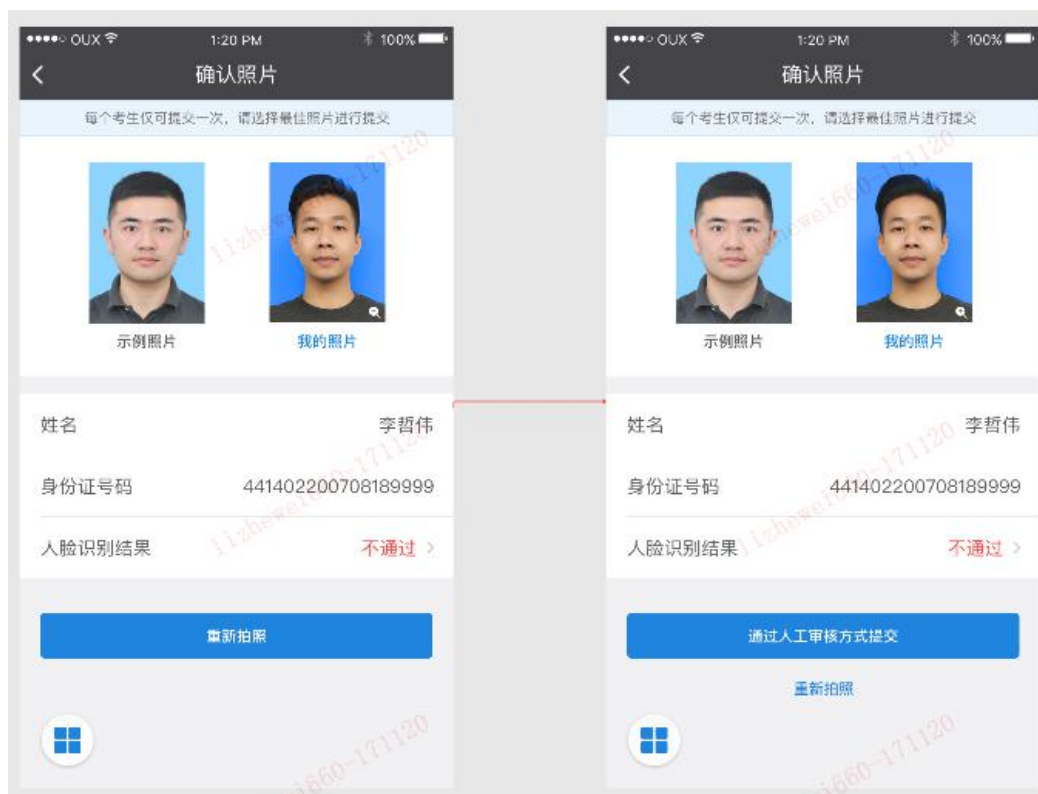 OUX 1:20 PM 100%
确认照片
每个考生仅可提交一次，请选择最佳照片进行提交
示例照片 我的照片
姓名 李哲伟
身份证号码 441402200708189999
人脸识别结果 不通过
重新拍照
OUX 1:20 PM 100%
确认照片
每个考生仅可提交一次，请选择最佳照片进行提交
示例照片 我的照片
姓名 李哲伟
身份证号码 441402200708189999
人脸识别结果 不通过
通过人工审核方式提交
重新拍照
lizhewei660-171120